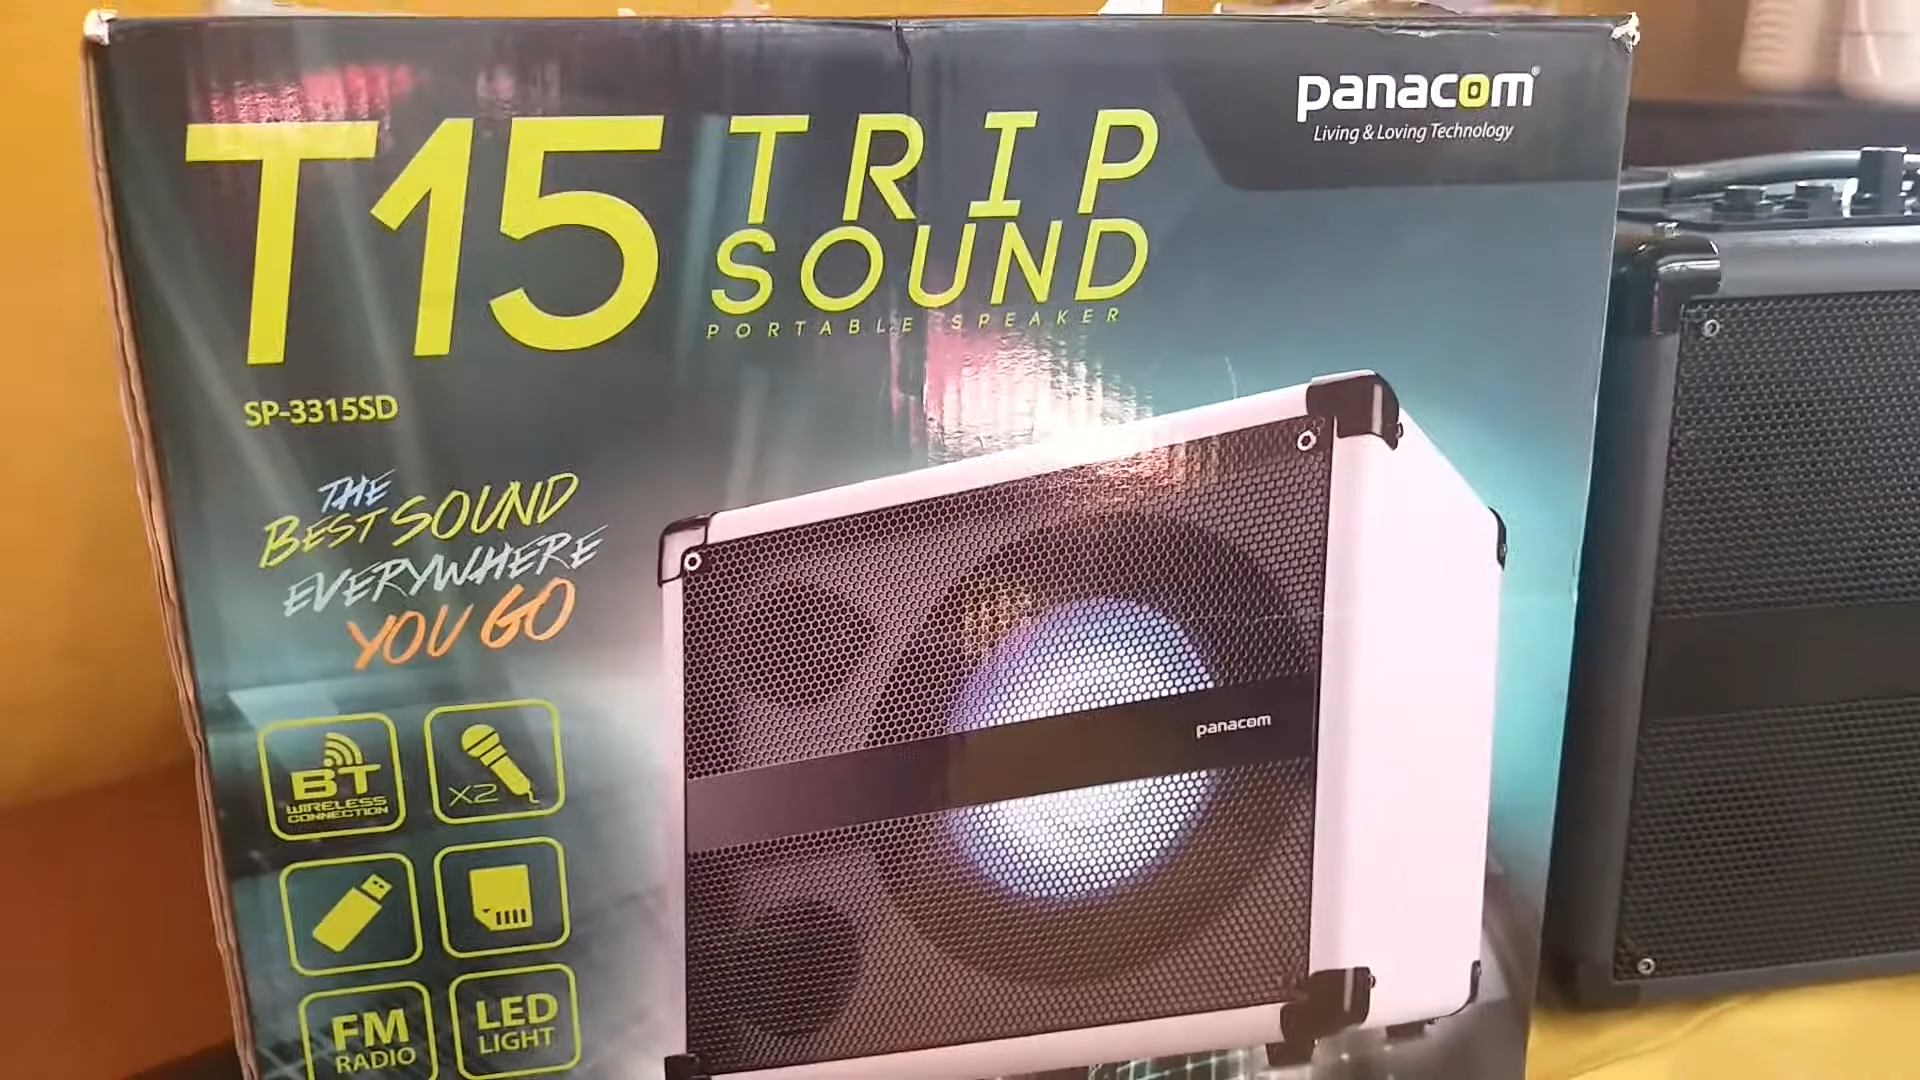 panacom
Living & Loving Technology
T15 TRIP
SOUND
PORTABLE SPEAKER
SP-3315SD
THE
BEST SOUND
EVERYWHERE
YOU GO
BT
WIRELESS
CONNECTION
X2
FM
RADIO
LED
LIGHT
panacom